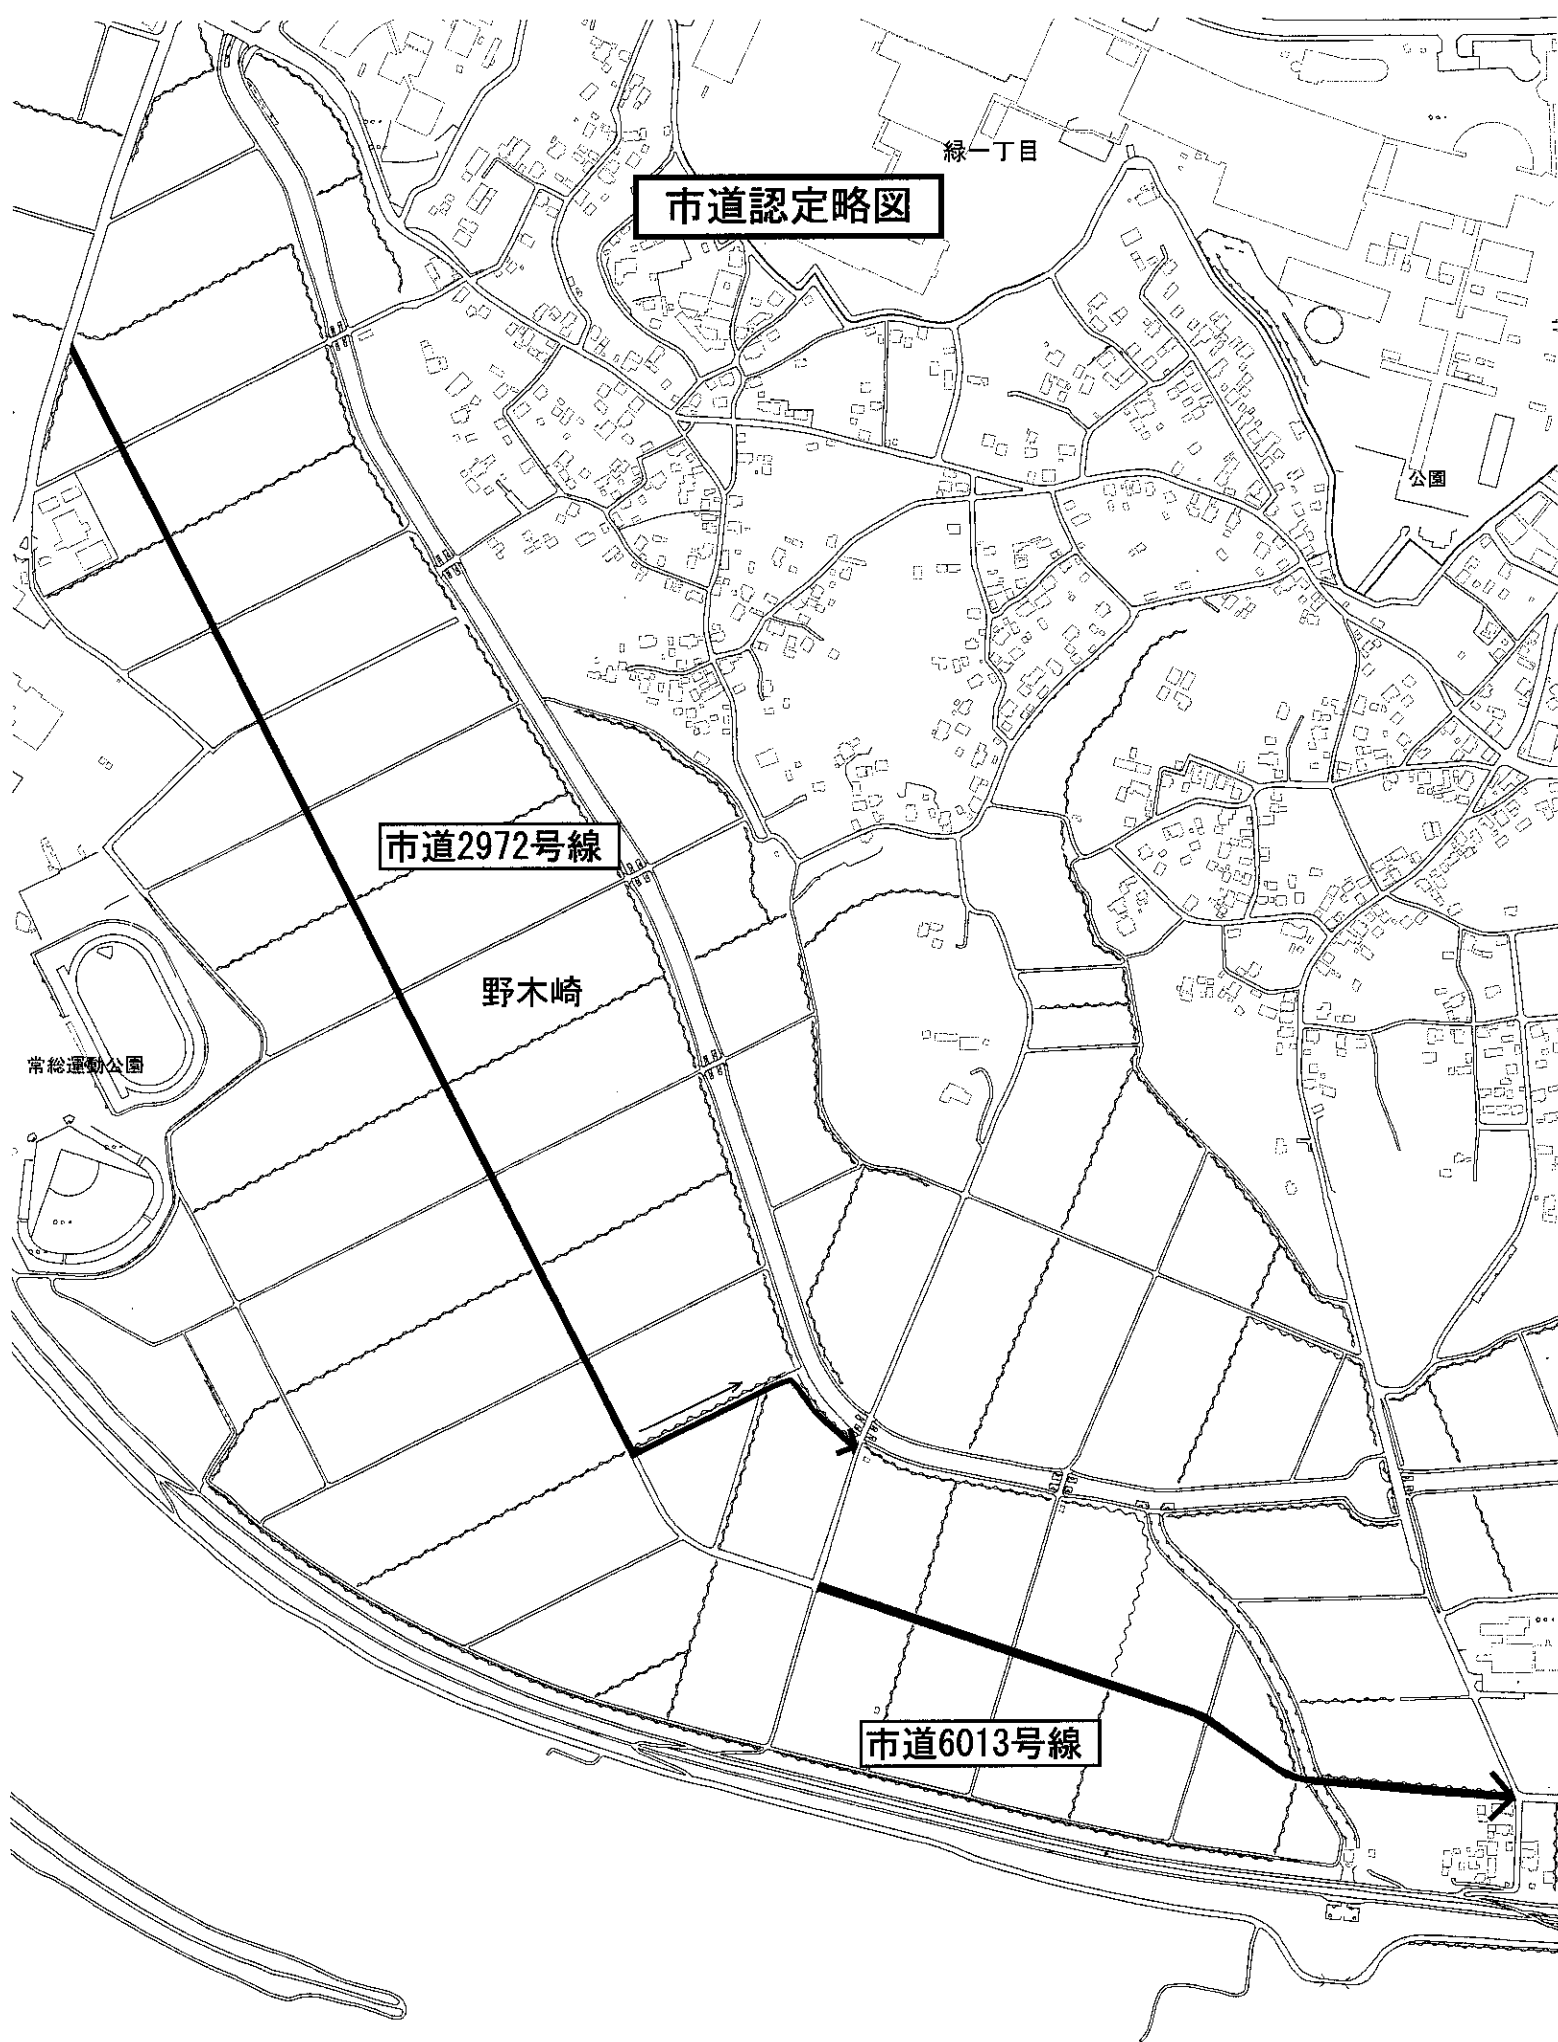 緑一丁目
市道認定略図
公園
市道2972号線
野木崎
常総運動公園
市道6013号線